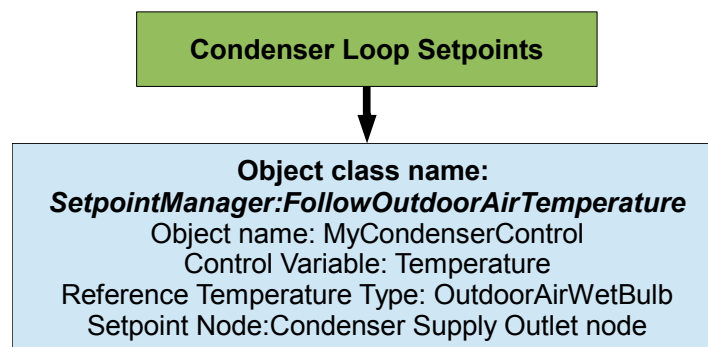 Condenser Loop Setpoints
Object class name:
SetpointManager:FollowOutdoorAirTemperature
Object name: MyCondenserControl
Control Variable: Temperature
Reference Temperature Type: OutdoorAirWetBulb
Setpoint Node:Condenser Supply Outlet node